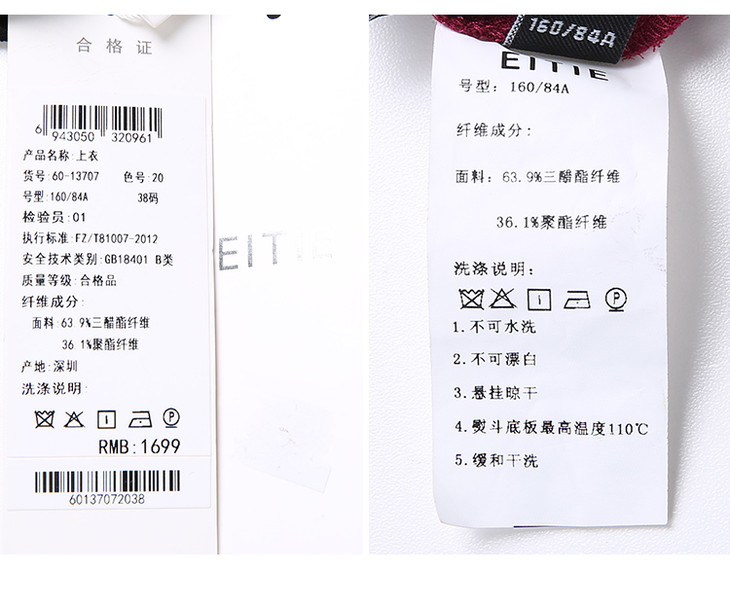 合格证
6 943050 320961
产品名称:上衣
货号:60-13707 色号:20
号型:160/84A 38码
检验员:01
执行标准:FZ/T81007-2012
安全技术类别:GB18401 B类
质量等级:合格品
纤维成分:
面料:63 9%三醋酯纤维
36 1%聚酯纤维
产地:深圳
洗涤说明:
P
RMB:1699
60137072038
EITIE
160/84A
EITIE
号型: 160/84A
纤维成分:
面料: 63.9%三醋酯纤维
36.1%聚酯纤维
洗涤说明:
P
1.不可水洗
2.不可漂白
3.悬挂晾干
4.熨斗底板最高温度110℃
5.缓和干洗